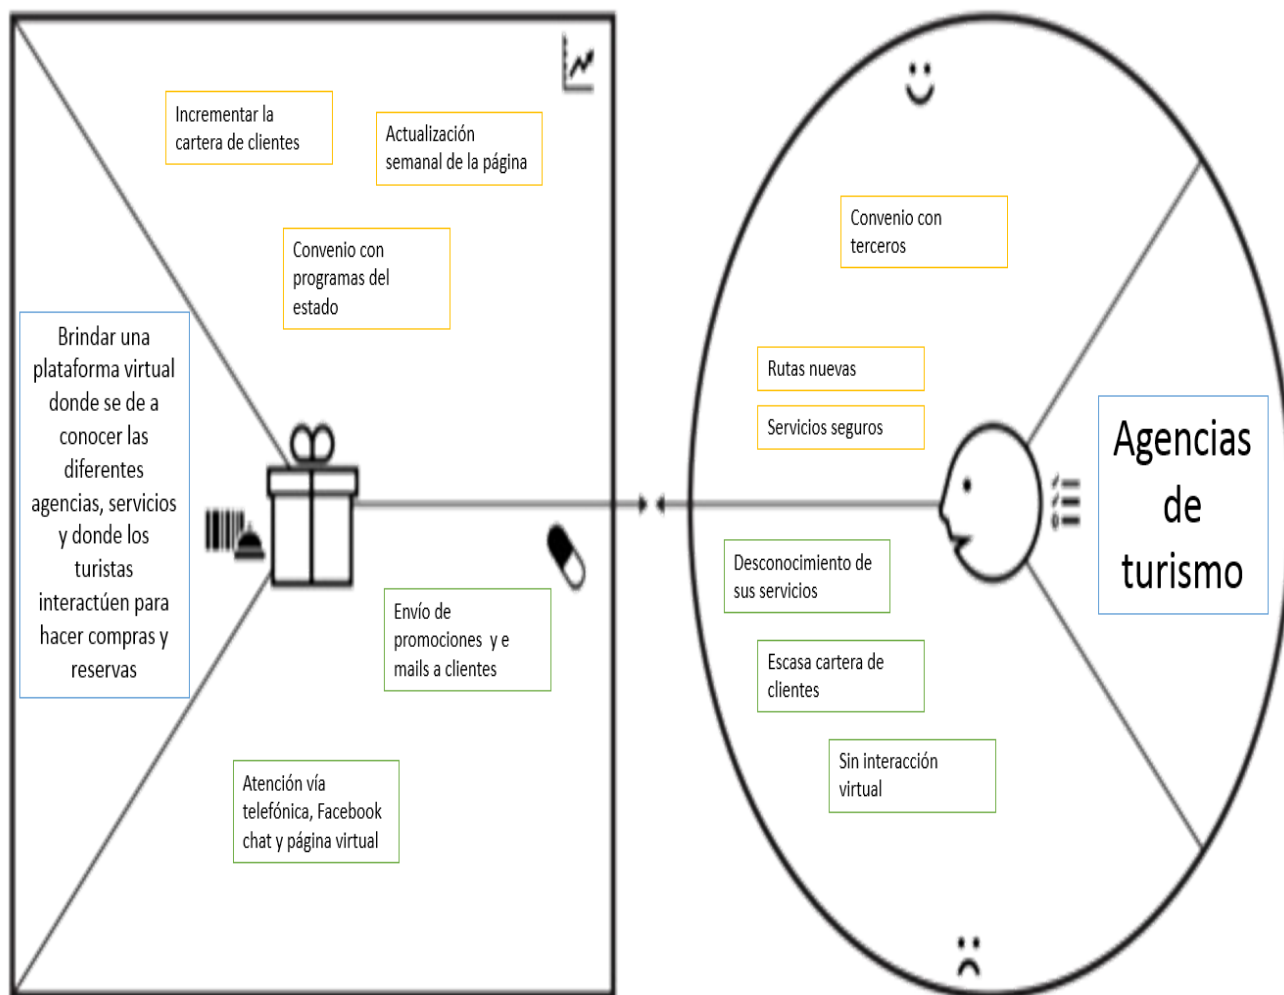 Incrementar la
cartera de clientes
Actualización
semanal de la página
Convenio con
programas del
estado
Brindar una
plataforma virtual
donde se de a
conocer las
diferentes
agencias, servicios
y donde los
turistas
interactúen para
hacer compras y
reservas
Envío de
promociones y e
mails a clientes
Atención vía
telefónica, Facebook
chat y página virtual
Convenio con
terceros
Rutas nuevas
Servicios seguros
Agencias
de
turismo
Desconocimiento de
sus servicios
Escasa cartera de
clientes
Sin interacción
virtual